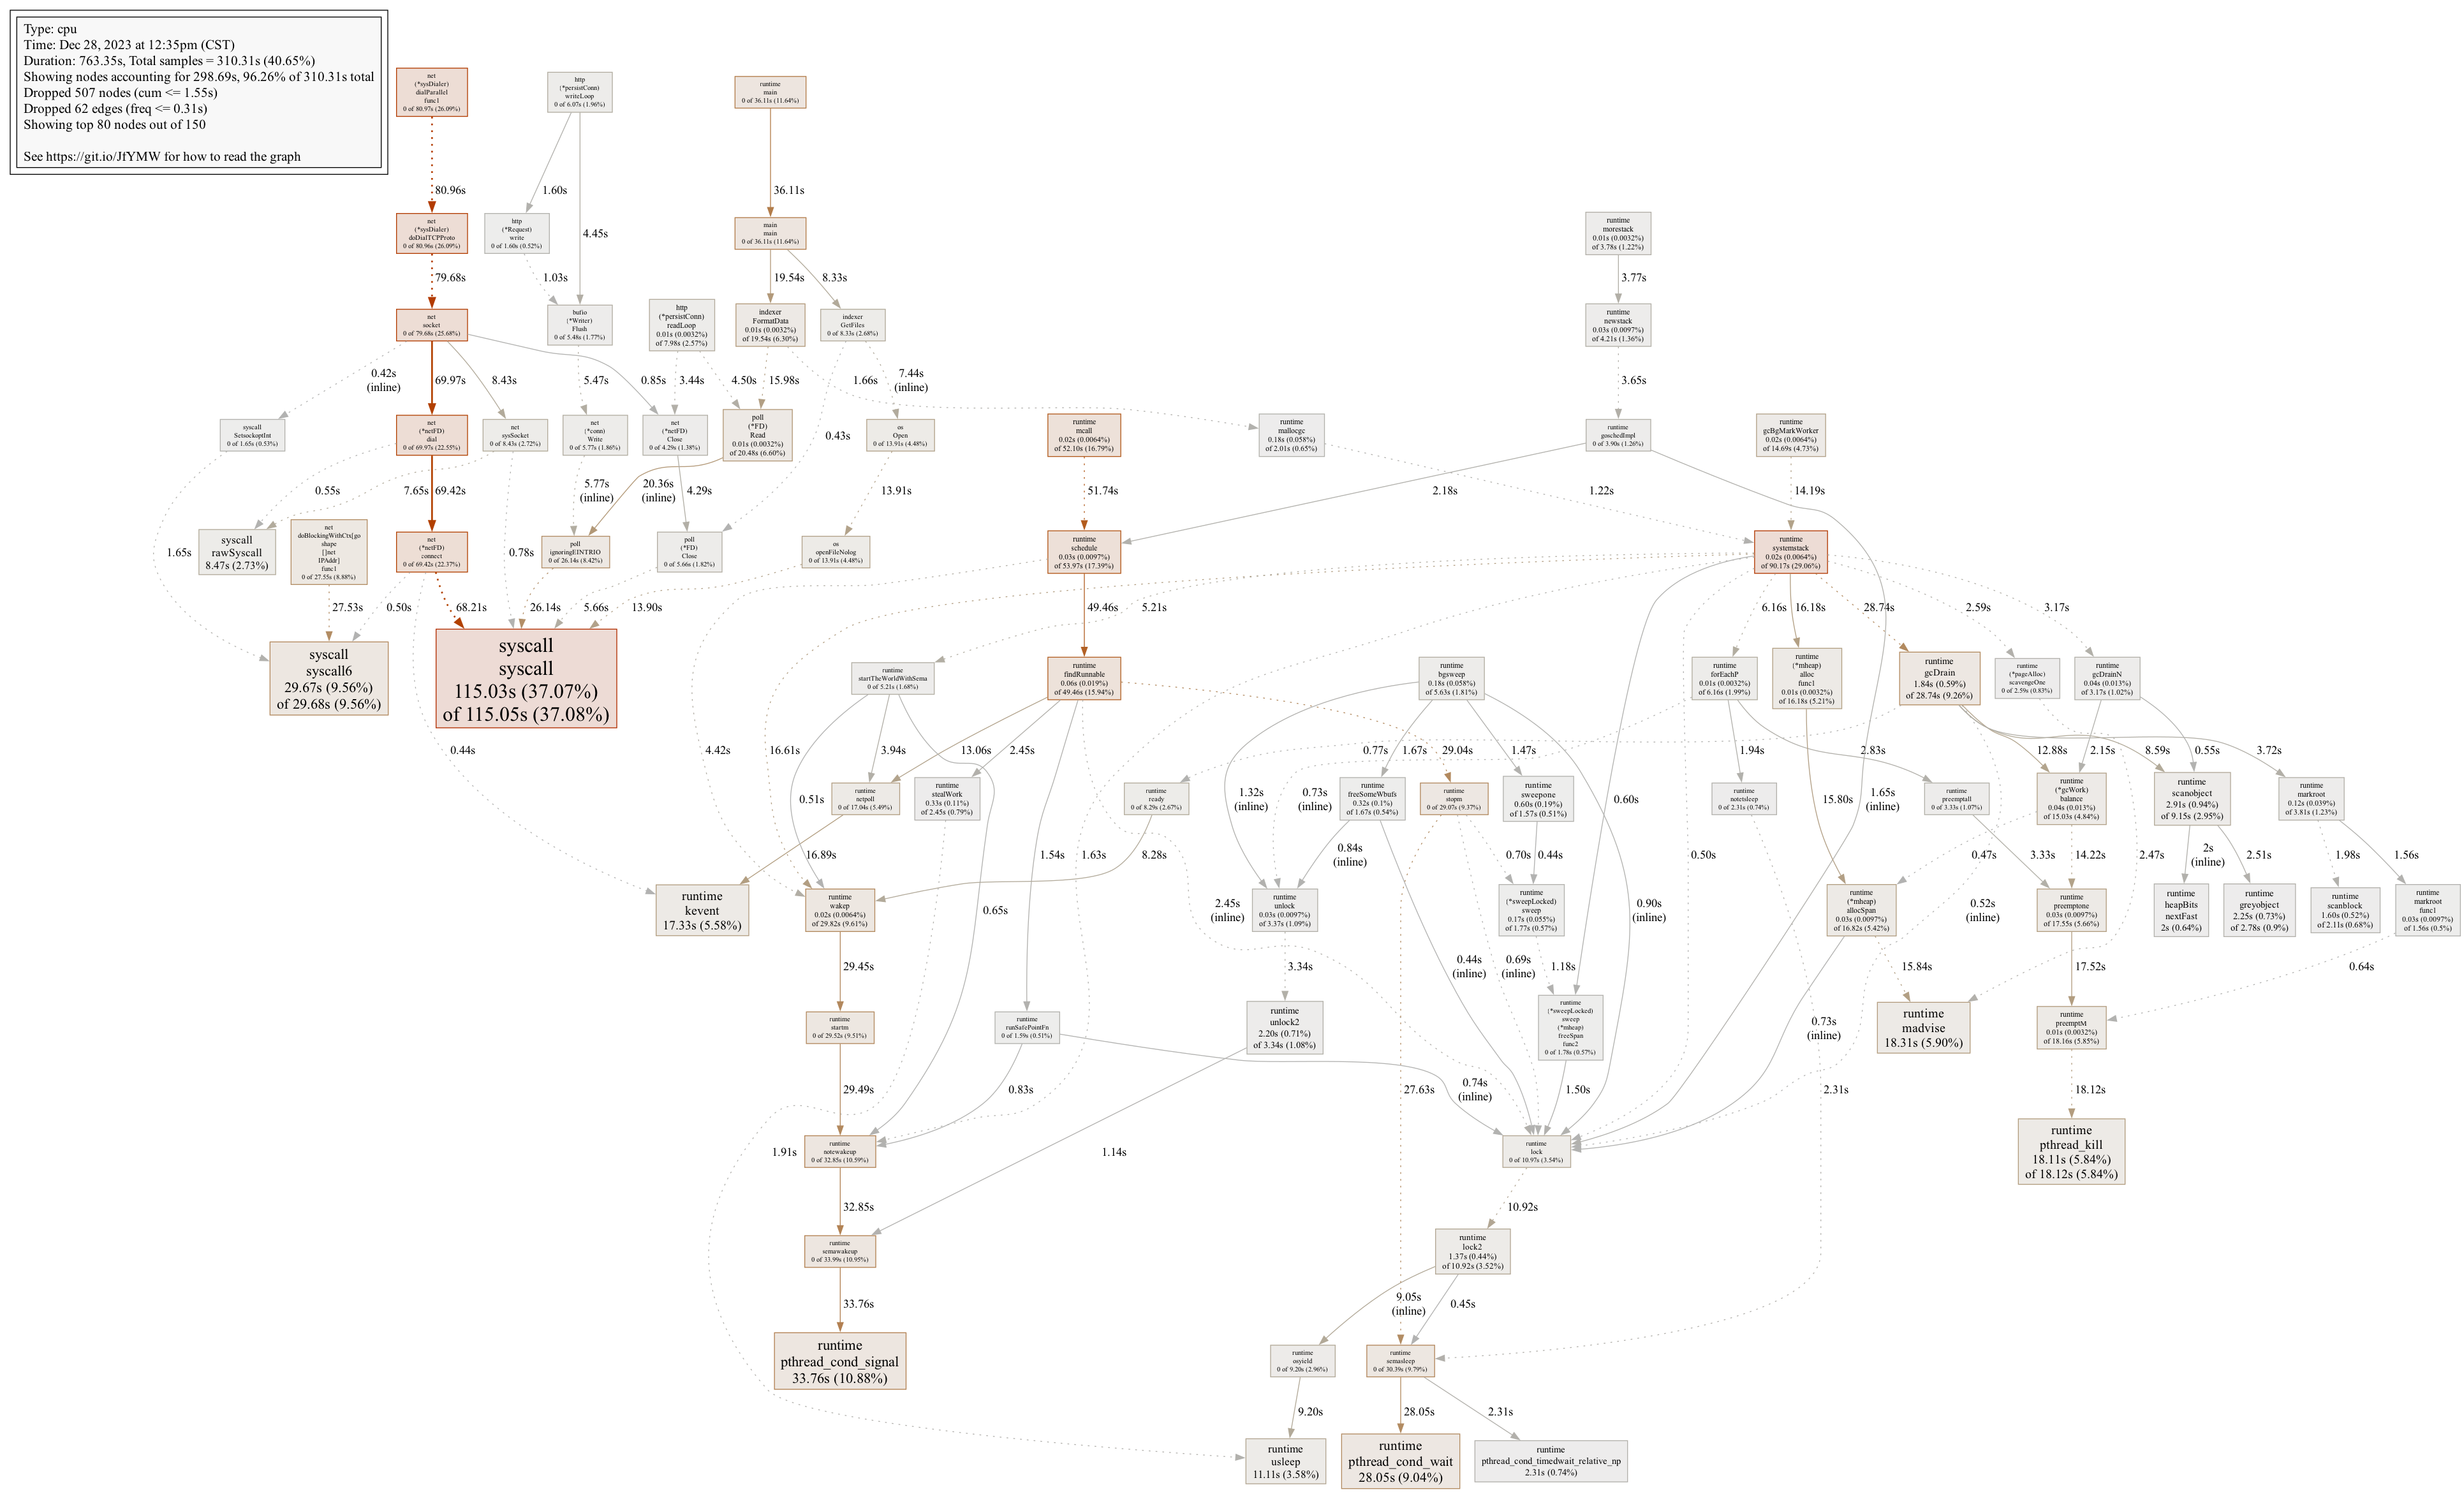 Type: cpu
Time: Dec 28, 2023 at 12:35pm (CST)
Duration: 763.35s, Total samples = 310.31s (40.65%)
Showing nodes accounting for 298.69s, 96.26% of 310.31s total
Dropped 507 nodes (cum <= 1.55s)
Dropped 62 edges (freq <= 0.31s)
Showing top 80 nodes out of 150
See https://git.io/JfYMW for how to read the graph
net
(*sysDialer)
dialParallel
func1
0 of 80.97s (26.09%)
http
(*persistConn)
writeLoop
0 of 6.07s (1.96%)
runtime
main
0 of 36.11s (11.64%)
80.96s
1.60s
36.11s
net
(*sysDialer)
doDialTCPProto
0 of 80.96s (26.09%)
http
(*Request)
write
0 of 1.60s (0.52%)
4.45s
main
main
0 of 36.11s (11.64%)
runtime
morestack
0.01s (0.0032%)
of 3.78s (1.22%)
79.68s
1.03s
19.54s
8.33s
3.77s
net
socket
0 of 79.68s (25.68%)
bufio
(*Writer)
Flush
0 of 5.48s (1.77%)
http
(*persistConn)
readLoop
0.01s (0.0032%)
of 7.98s (2.57%)
indexer
FormatData
0.01s (0.0032%)
of 19.54s (6.30%)
indexer
GetFiles
0 of 8.33s (2.68%)
runtime
newstack
0.03s (0.0097%)
of 4.21s (1.36%)
0.42s
(inline)
69.97s
8.43s
5.47s
0.85s
3.44s
4.50s
15.98s
1.66s
7.44s
(inline)
3.65s
syscall
SetsockoptInt
0 of 1.65s (0.53%)
net
(*netFD)
dial
0 of 69.97s (22.55%)
net
sysSocket
0 of 8.43s (2.72%)
net
(*conn)
Write
0 of 5.77s (1.86%)
net
(*netFD)
Close
0 of 4.29s (1.38%)
poll
(*FD)
Read
0.01s (0.0032%)
of 20.48s (6.60%)
0.43s
os
Open
0 of 13.91s (4.48%)
runtime
mcall
0.02s (0.0064%)
of 52.10s (16.79%)
runtime
mallocgc
0.18s (0.058%)
of 2.01s (0.65%)
runtime
goschedImpl
0 of 3.90s (1.26%)
runtime
gcBgMarkWorker
0.02s (0.0064%)
of 14.69s (4.73%)
0.55s
7.65s
69.42s
5.77s
(inline)
20.36s
(inline)
4.29s
13.91s
51.74s
2.18s
1.22s
14.19s
1.65s
syscall
rawSyscall
8.47s (2.73%)
net
doBlockingWithCtx[go
shape
[]net
IPAddr]
func1
0 of 27.55s (8.88%)
net
(*netFD)
connect
0 of 69.42s (22.37%)
0.78s
poll
ignoringEINTRIO
0 of 26.14s (8.42%)
poll
(*FD)
Close
0 of 5.66s (1.82%)
os
openFileNolog
0 of 13.91s (4.48%)
runtime
schedule
0.03s (0.0097%)
of 53.97s (17.39%)
runtime
systemstack
0.02s (0.0064%)
of 90.17s (29.06%)
27.53s
0.50s
68.21s
26.14s
5.66s
13.90s
49.46s
5.21s
6.16s
16.18s
28.74s
2.59s
3.17s
syscall
syscall6
29.67s (9.56%)
of 29.68s (9.56%)
syscall
syscall
115.03s (37.07%)
of 115.05s (37.08%)
runtime
startTheWorldWithSema
0 of 5.21s (1.68%)
runtime
findRunnable
0.06s (0.019%)
of 49.46s (15.94%)
runtime
bgsweep
0.18s (0.058%)
of 5.63s (1.81%)
runtime
forEachP
0.01s (0.0032%)
of 6.16s (1.99%)
runtime
(*mheap)
alloc
func1
0.01s (0.0032%)
of 16.18s (5.21%)
runtime
gcDrain
1.84s (0.59%)
of 28.74s (9.26%)
runtime
(*pageAlloc)
scavengeOne
0 of 2.59s (0.83%)
runtime
gcDrainN
0.04s (0.013%)
of 3.17s (1.02%)
0.44s
4.42s
16.61s
3.94s
13.06s
2.45s
0.77s
1.67s
29.04s
1.47s
1.94s
2.83s
12.88s
2.15s
8.59s
0.55s
3.72s
0.51s
runtime
netpoll
0 of 17.04s (5.49%)
runtime
stealWork
0.33s (0.11%)
of 2.45s (0.79%)
runtime
ready
0 of 8.29s (2.67%)
1.32s
(inline)
0.73s
(inline)
runtime
freeSomeWbufs
0.32s (0.1%)
of 1.67s (0.54%)
runtime
stopm
0 of 29.07s (9.37%)
runtime
sweepone
0.60s (0.19%)
of 1.57s (0.51%)
0.60s
runtime
notetsleep
0 of 2.31s (0.74%)
15.80s
1.65s
(inline)
runtime
preemptall
0 of 3.33s (1.07%)
runtime
(*gcWork)
balance
0.04s (0.013%)
of 15.03s (4.84%)
runtime
scanobject
2.91s (0.94%)
of 9.15s (2.95%)
runtime
markroot
0.12s (0.039%)
of 3.81s (1.23%)
16.89s
1.54s
1.63s
8.28s
0.84s
(inline)
0.70s
0.44s
0.50s
0.47s
3.33s
14.22s
2.47s
2s
(inline)
2.51s
1.98s
1.56s
runtime
kevent
17.33s (5.58%)
runtime
wakep
0.02s (0.0064%)
of 29.82s (9.61%)
0.65s
2.45s
(inline)
runtime
unlock
0.03s (0.0097%)
of 3.37s (1.09%)
runtime
(*sweepLocked)
sweep
0.17s (0.055%)
of 1.77s (0.57%)
0.90s
(inline)
runtime
(*mheap)
allocSpan
0.03s (0.0097%)
of 16.82s (5.42%)
0.52s
(inline)
runtime
preemptone
0.03s (0.0097%)
of 17.55s (5.66%)
runtime
heapBits
nextFast
2s (0.64%)
runtime
greyobject
2.25s (0.73%)
of 2.78s (0.9%)
runtime
scanblock
1.60s (0.52%)
of 2.11s (0.68%)
runtime
markroot
func1
0.03s (0.0097%)
of 1.56s (0.5%)
29.45s
3.34s
0.44s
(inline)
0.69s
(inline)
1.18s
15.84s
17.52s
0.64s
runtime
startm
0 of 29.52s (9.51%)
runtime
runSafePointFn
0 of 1.59s (0.51%)
runtime
unlock2
2.20s (0.71%)
of 3.34s (1.08%)
runtime
(*sweepLocked)
sweep
(*mheap)
freeSpan
func2
0 of 1.78s (0.57%)
0.73s
(inline)
runtime
madvise
18.31s (5.90%)
runtime
preemptM
0.01s (0.0032%)
of 18.16s (5.85%)
29.49s
0.83s
27.63s
0.74s
(inline)
1.50s
2.31s
18.12s
1.91s
runtime
notewakeup
0 of 32.85s (10.59%)
1.14s
runtime
lock
0 of 10.97s (3.54%)
runtime
pthread_kill
18.11s (5.84%)
of 18.12s (5.84%)
32.85s
10.92s
runtime
semawakeup
0 of 33.99s (10.95%)
runtime
lock2
1.37s (0.44%)
of 10.92s (3.52%)
33.76s
9.05s
(inline)
0.45s
runtime
pthread_cond_signal
33.76s (10.88%)
runtime
osyield
0 of 9.20s (2.96%)
runtime
semasleep
0 of 30.39s (9.79%)
9.20s
28.05s
2.31s
runtime
usleep
11.11s (3.58%)
runtime
pthread_cond_wait
28.05s (9.04%)
runtime
pthread_cond_timedwait_relative_np
2.31s (0.74%)